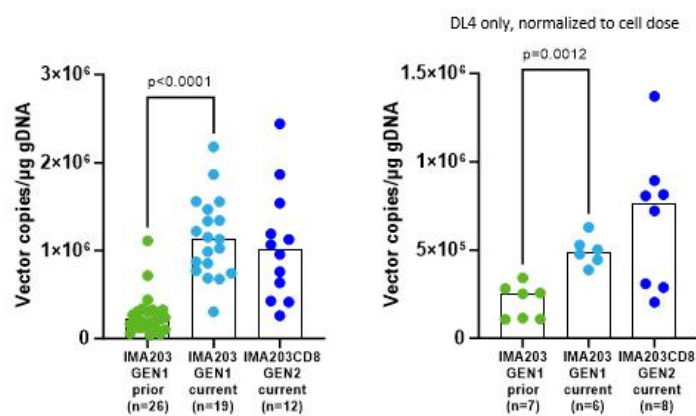 DL4 only, normalized to cell dose
Vector copies/µg gDNA
3×10⁶
2×10⁶
1×10⁶
0
p<0.0001
IMA203
GEN1
prior
(n=26)
IMA203
GEN1
current
(n=19)
IMA203CD8
GEN2
current
(n=12)
Vector copies/µg gDNA
1.5×10⁶
1×10⁶
5×10⁵
0
p=0.0012
IMA203
GEN1
prior
(n=7)
IMA203
GEN1
current
(n=6)
IMA203CD8
GEN2
current
(n=8)